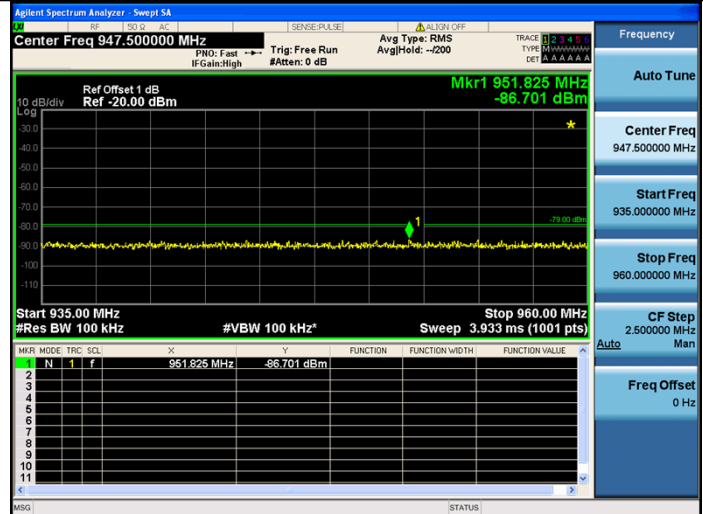 Agilent Spectrum Analyzer - Swept SA
LXI RF 50 Ω AC SENSE:PULSE ALIGN OFF
Center Freq 947.500000 MHz
PNO: Fast
IFGain:High
Trig: Free Run
#Atten: 0 dB
Avg Type: RMS
Avg|Hold: --/200
TRACE 1 2 3 4 5 6
TYPE M
DET A A A A A A
Ref Offset 1 dB
Ref -20.00 dBm
10 dB/div
Log
Mkr1 951.825 MHz
-86.701 dBm
-30.0
-40.0
-50.0
-60.0
-70.0
-79.00 dBm
1
-80.0
-90.0
-100
-110
Start 935.00 MHz Stop 960.00 MHz
#Res BW 100 kHz #VBW 100 kHz* Sweep 3.933 ms (1001 pts)
MKR MODE TRC SCL X Y FUNCTION FUNCTION WIDTH FUNCTION VALUE
1 N 1 f 951.825 MHz -86.701 dBm
2
3
4
5
6
7
8
9
10
11
MSG STATUS
Frequency
Auto Tune
Center Freq
947.500000 MHz
Start Freq
935.000000 MHz
Stop Freq
960.000000 MHz
CF Step
2.500000 MHz
Auto Man
Freq Offset
0 Hz